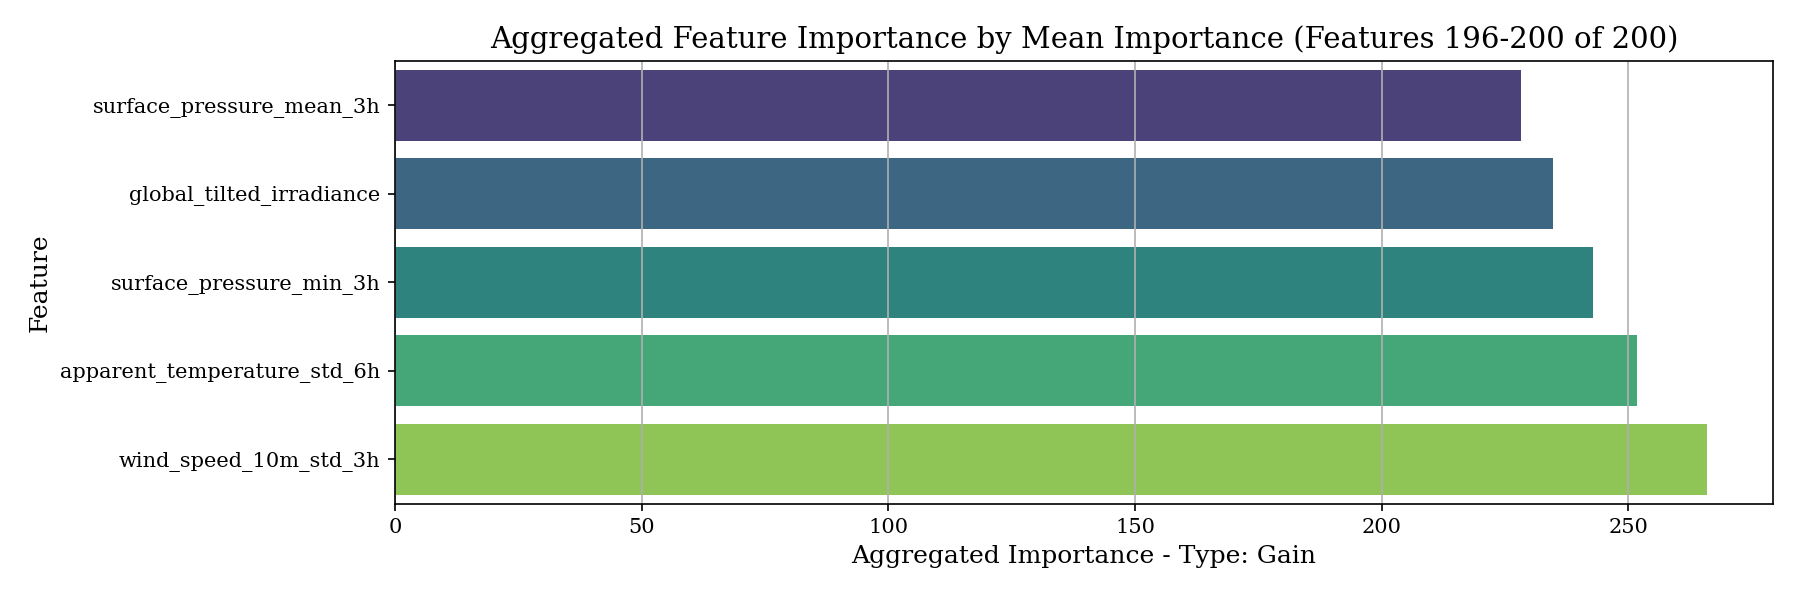 Aggregated Feature Importance by Mean Importance (Features 196-200 of 200)
surface_pressure_mean_3h
global_tilted_irradiance
surface_pressure_min_3h
apparent_temperature_std_6h
wind_speed_10m_std_3h
Feature
0 50 100 150 200 250
Aggregated Importance - Type: Gain